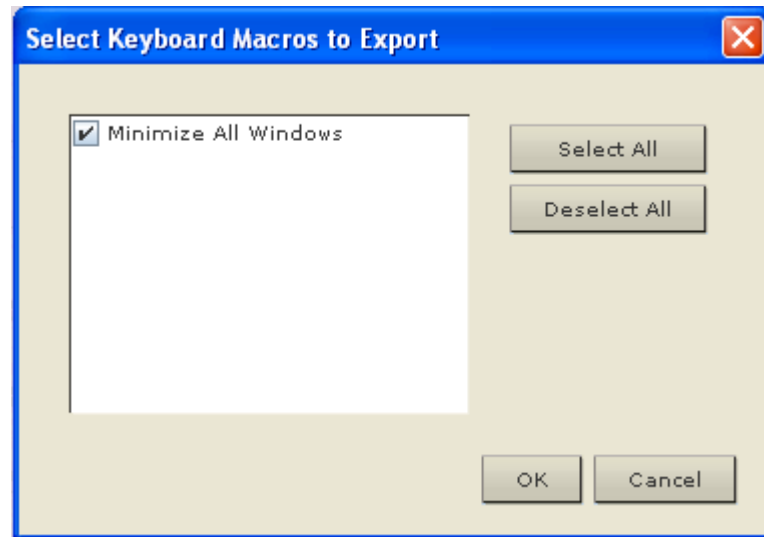 Select Keyboard Macros to Export
Minimize All Windows
Select All
Deselect All
OK
Cancel